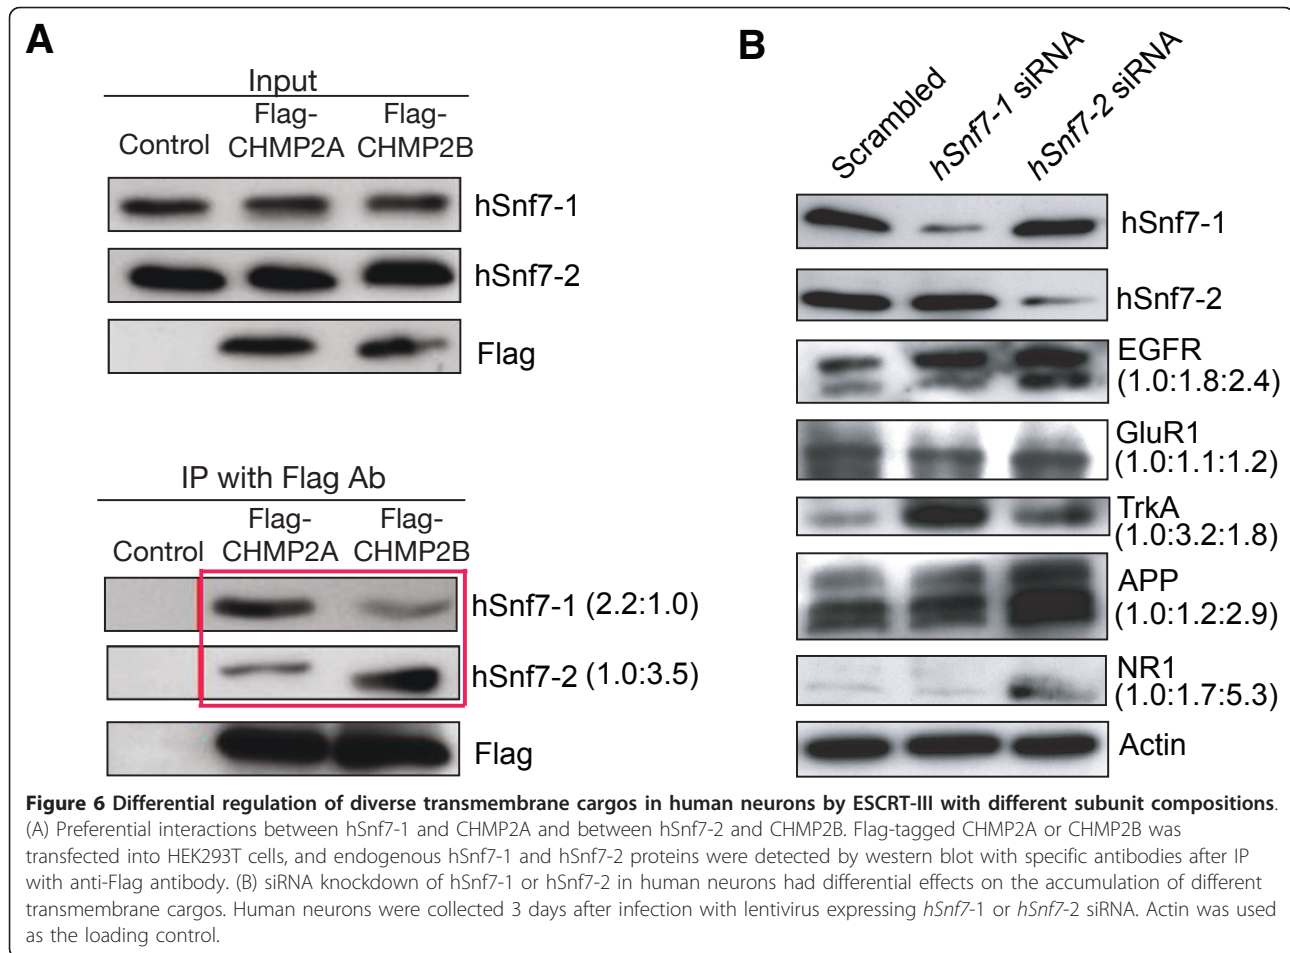 A
Input
Control
Flag-
CHMP2A
Flag-
CHMP2B
hSnf7-1
hSnf7-2
Flag
IP with Flag Ab
Control
Flag-
CHMP2A
Flag-
CHMP2B
hSnf7-1 (2.2:1.0)
hSnf7-2 (1.0:3.5)
Flag
B
Scrambled
hSnf7-1 siRNA
hSnf7-2 siRNA
hSnf7-1
hSnf7-2
EGFR
(1.0:1.8:2.4)
GluR1
(1.0:1.1:1.2)
TrkA
(1.0:3.2:1.8)
APP
(1.0:1.2:2.9)
NR1
(1.0:1.7:5.3)
Actin
Figure 6 Differential regulation of diverse transmembrane cargos in human neurons by ESCRT-III with different subunit compositions.
(A) Preferential interactions between hSnf7-1 and CHMP2A and between hSnf7-2 and CHMP2B. Flag-tagged CHMP2A or CHMP2B was
transfected into HEK293T cells, and endogenous hSnf7-1 and hSnf7-2 proteins were detected by western blot with specific antibodies after IP
with anti-Flag antibody. (B) siRNA knockdown of hSnf7-1 or hSnf7-2 in human neurons had differential effects on the accumulation of different
transmembrane cargos. Human neurons were collected 3 days after infection with lentivirus expressing hSnf7-1 or hSnf7-2 siRNA. Actin was used
as the loading control.